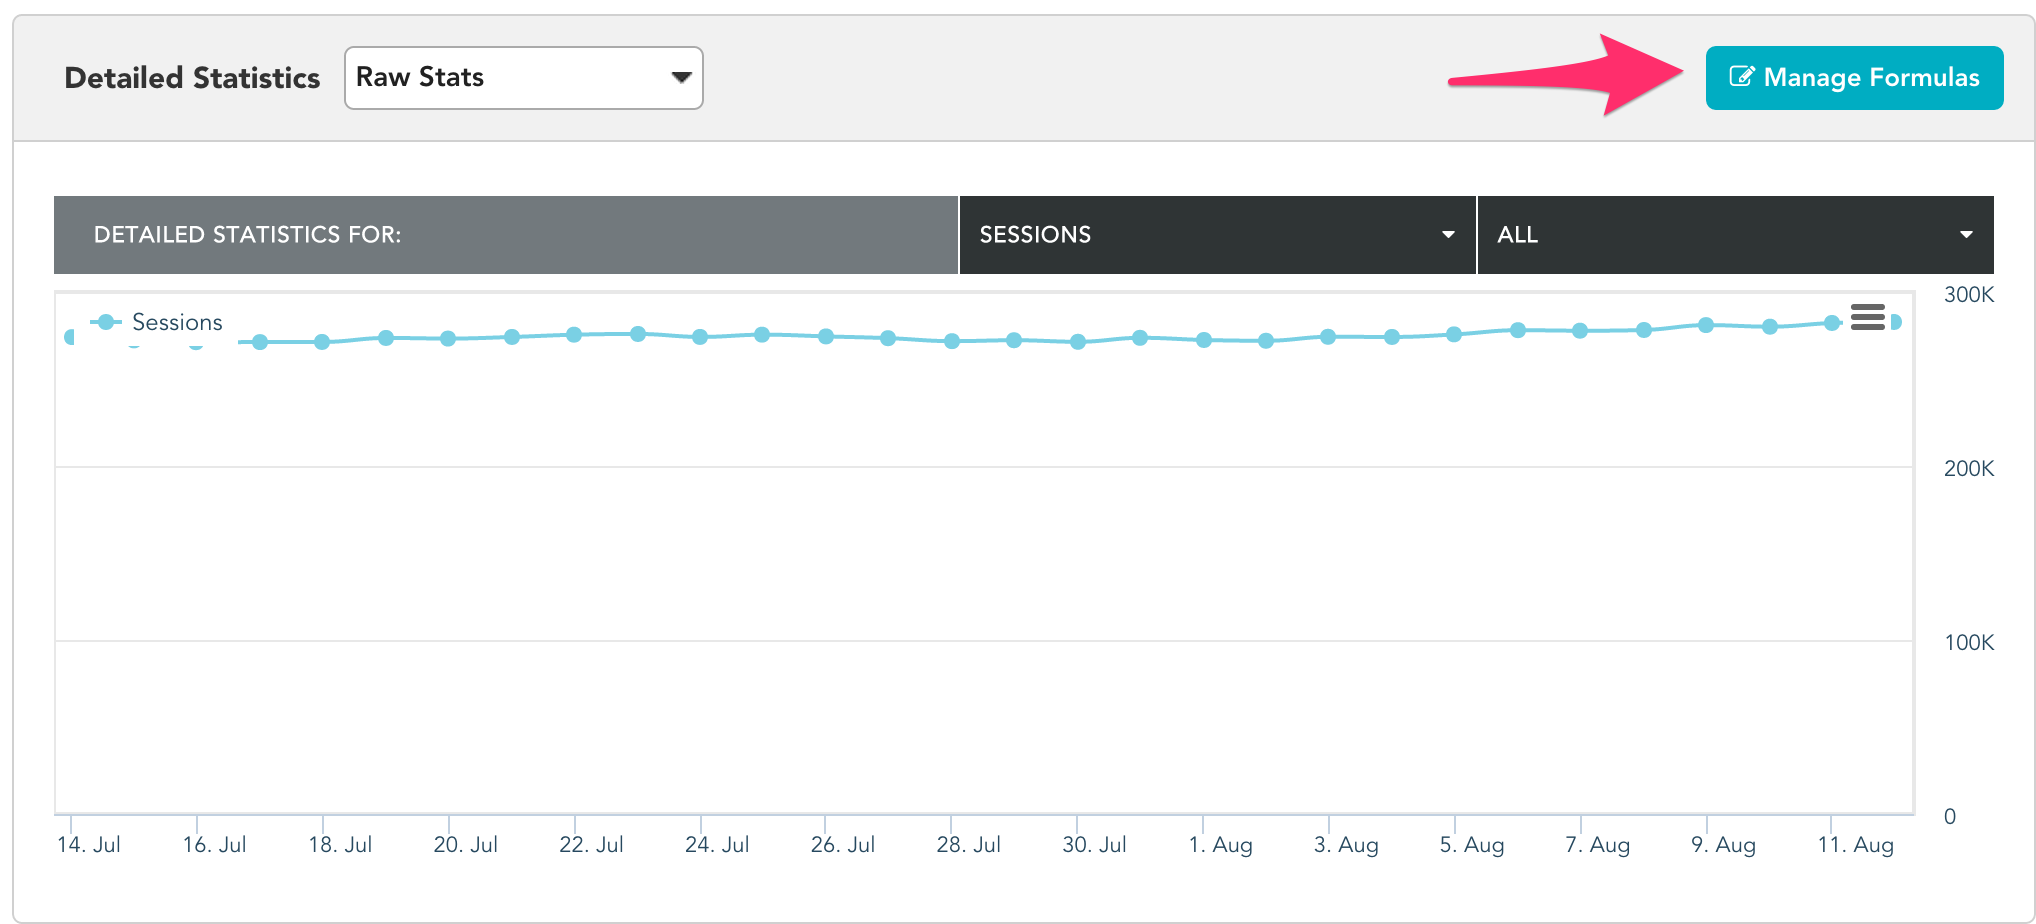 Detailed Statistics Raw Stats Manage Formulas
DETAILED STATISTICS FOR: SESSIONS ALL
Sessions
300K
200K
100K
0
14. Jul 16. Jul 18. Jul 20. Jul 22. Jul 24. Jul 26. Jul 28. Jul 30. Jul 1. Aug 3. Aug 5. Aug 7. Aug 9. Aug 11. Aug